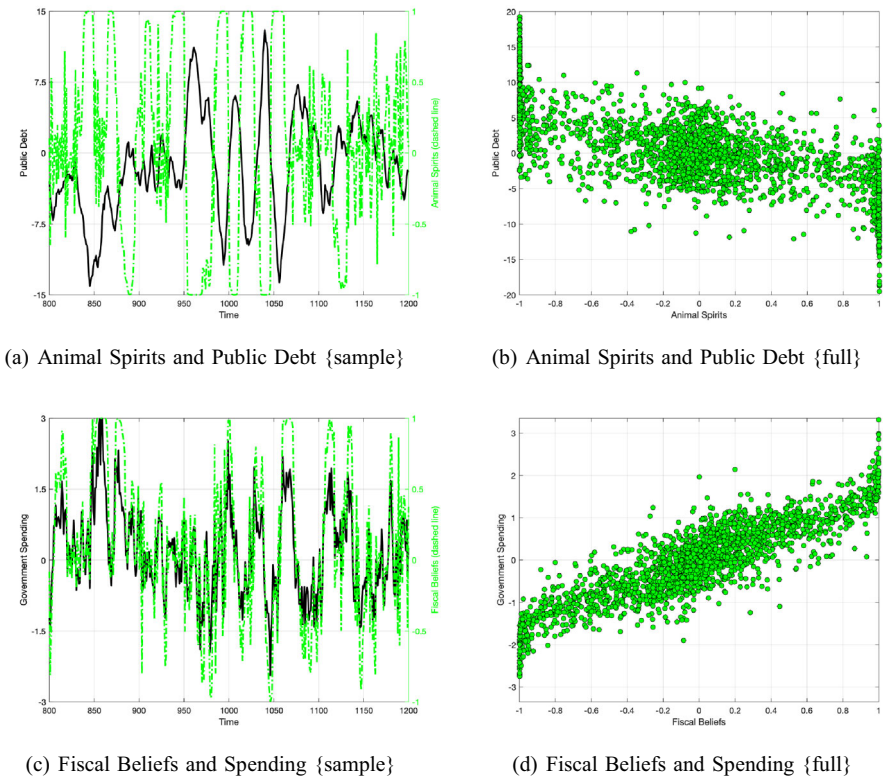 15
7.5
0
-7.5
-15
Public Debt
800 850 900 950 1000 1050 1100 1150 1200
Time
1
0.5
0
-0.5
-1
Animal Spirits (dashed line)
(a) Animal Spirits and Public Debt {sample}
20
15
10
5
0
-5
-10
-15
20
Public Debt
-1 -0.8 -0.6 -0.4 -0.2 0 0.2 0.4 0.6 0.8 1
Animal Spirits
(b) Animal Spirits and Public Debt {full}
3
1.5
0
-1.5
-3
Government Spending
800 850 900 950 1000 1050 1100 1150 1200
Time
1
0.5
0
-0.5
-1
Fiscal Beliefs (dashed line)
(c) Fiscal Beliefs and Spending {sample}
3
2
1
0
-1
-2
-3
Government Spending
-1 -0.8 -0.6 -0.4 -0.2 0 0.2 0.4 0.6 0.8 1
Fiscal Beliefs
(d) Fiscal Beliefs and Spending {full}